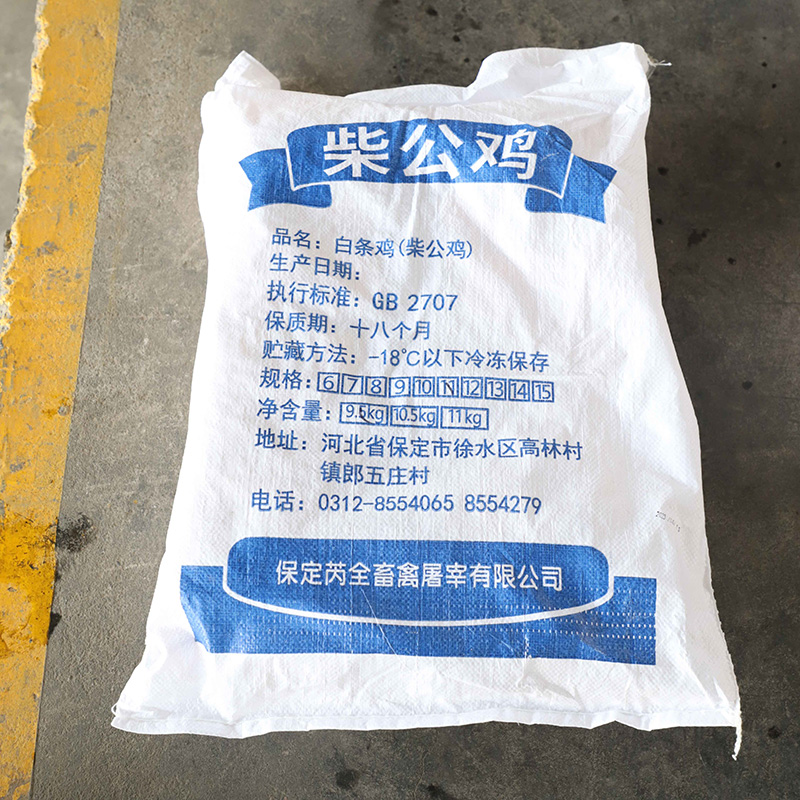 柴公鸡
品名：白条鸡(柴公鸡)
生产日期：
执行标准：GB 2707
保质期：十八个月
贮藏方法：-18℃以下冷冻保存
规格：6 7 8 9 10 11 12 13 14 15
净含量：9.5kg 10.5kg 11kg
地址：河北省保定市徐水区高林村
镇郎五庄村
电话：0312-8554065 8554279
保定芮全畜禽屠宰有限公司